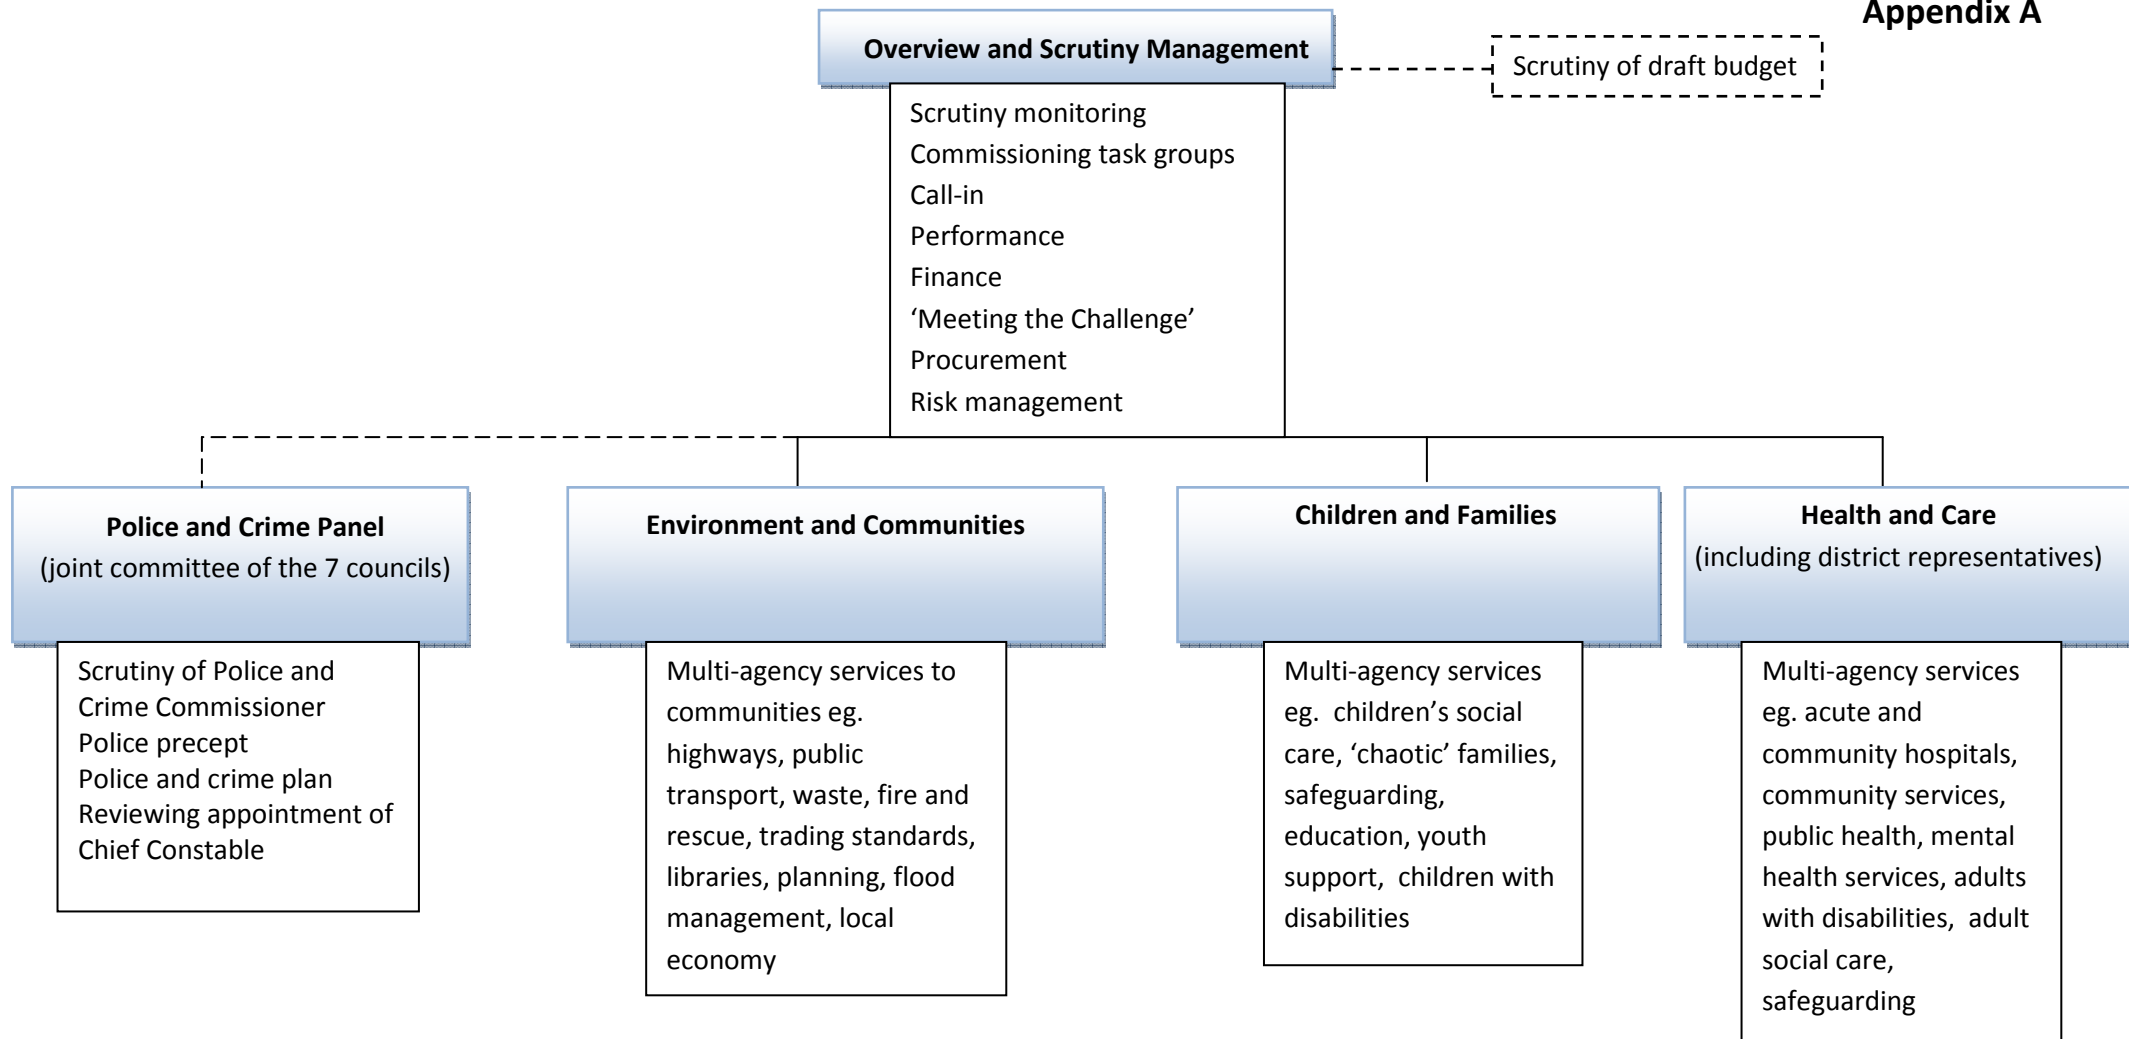 Appendix A
Overview and Scrutiny Management
Scrutiny of draft budget
Scrutiny monitoring
Commissioning task groups
Call-in
Performance
Finance
‘Meeting the Challenge’
Procurement
Risk management
Police and Crime Panel
(joint committee of the 7 councils)
Scrutiny of Police and
Crime Commissioner
Police precept
Police and crime plan
Reviewing appointment of
Chief Constable
Environment and Communities
Multi-agency services to
communities eg.
highways, public
transport, waste, fire and
rescue, trading standards,
libraries, planning, flood
management, local
economy
Children and Families
Multi-agency services
eg.  children’s social
care, ‘chaotic’ families,
safeguarding,
education, youth
support,  children with
disabilities
Health and Care
(including district representatives)
Multi-agency services
eg. acute and
community hospitals,
community services,
public health, mental
health services, adults
with disabilities,  adult
social care,
safeguarding